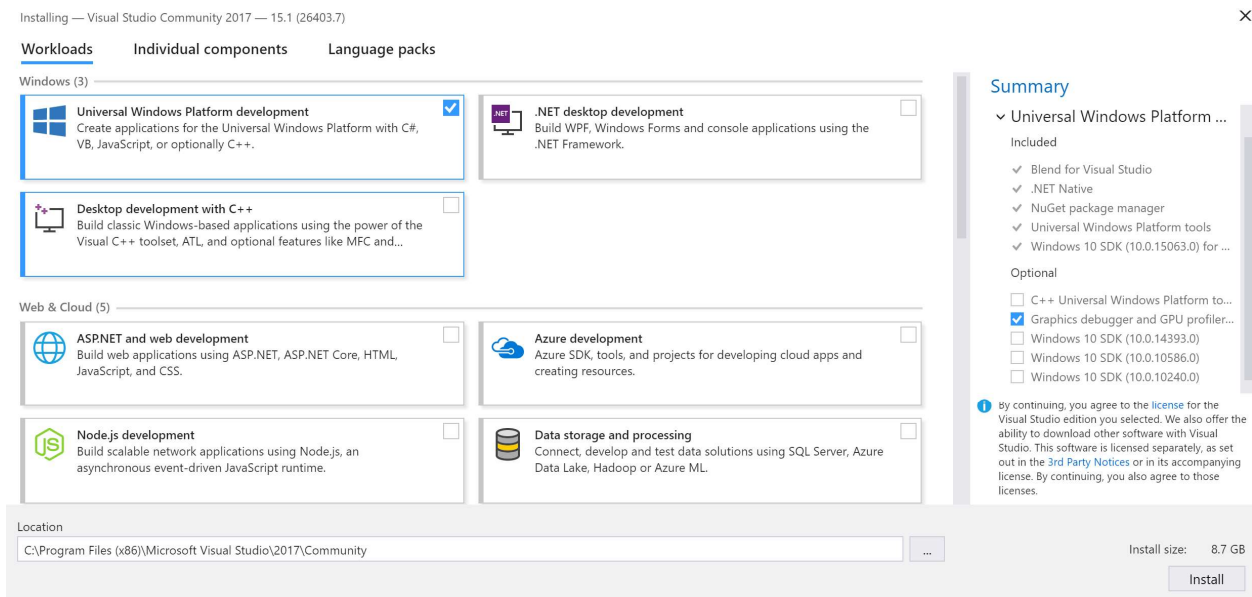 Installing — Visual Studio Community 2017 — 15.1 (26403.7)
Workloads Individual components Language packs
Windows (3)
Universal Windows Platform development
Create applications for the Universal Windows Platform with C#,
VB, JavaScript, or optionally C++.
.NET
.NET desktop development
Build WPF, Windows Forms and console applications using the
.NET Framework.
Desktop development with C++
Build classic Windows-based applications using the power of the
Visual C++ toolset, ATL, and optional features like MFC and...
Web & Cloud (5)
ASP.NET and web development
Build web applications using ASP.NET, ASP.NET Core, HTML,
JavaScript, and CSS.
Azure development
Azure SDK, tools, and projects for developing cloud apps and
creating resources.
JS
Node.js development
Build scalable network applications using Node.js, an
asynchronous event-driven JavaScript runtime.
Data storage and processing
Connect, develop and test data solutions using SQL Server, Azure
Data Lake, Hadoop or Azure ML.
Summary
Universal Windows Platform ...
Included
Blend for Visual Studio
.NET Native
NuGet package manager
Universal Windows Platform tools
Windows 10 SDK (10.0.15063.0) for ...
Optional
C++ Universal Windows Platform to...
Graphics debugger and GPU profiler...
Windows 10 SDK (10.0.14393.0)
Windows 10 SDK (10.0.10586.0)
Windows 10 SDK (10.0.10240.0)
By continuing, you agree to the license for the
Visual Studio edition you selected. We also offer the
ability to download other software with Visual
Studio. This software is licensed separately, as set
out in the 3rd Party Notices or in its accompanying
license. By continuing, you also agree to those
licenses.
Location
C:\Program Files (x86)\Microsoft Visual Studio\2017\Community
...
Install size: 8.7 GB
Install